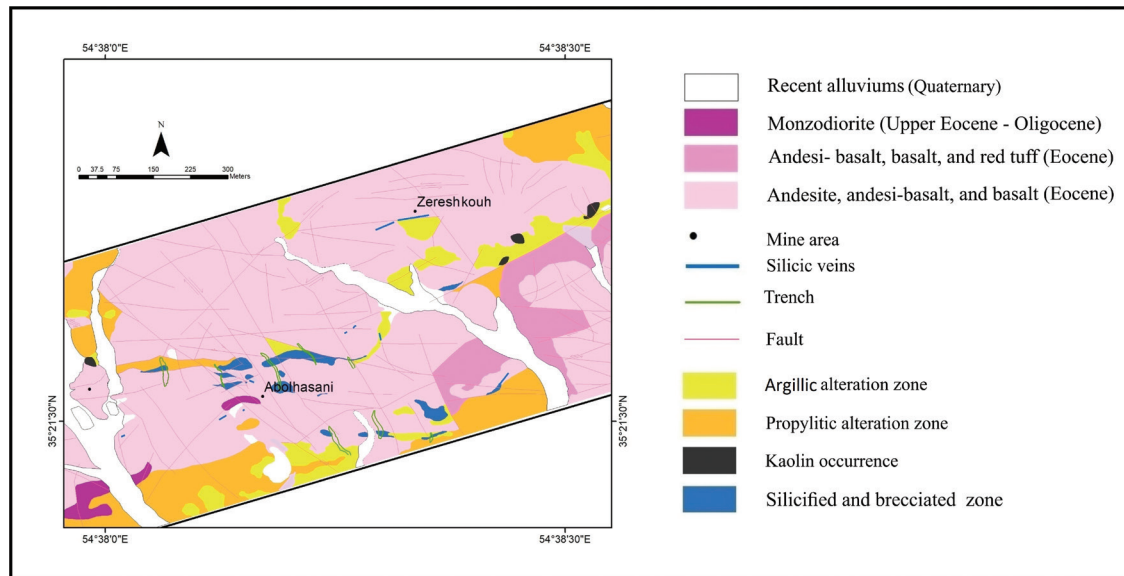 54°38'0"E
54°38'30"E
N
0 37.5 75 150 225 300
Meters
Zereshkouh
Abolhasani
35°21'30"N
35°21'30"N
54°38'0"E
54°38'30"E
Recent alluviums (Quaternary)
Monzodiorite (Upper Eocene - Oligocene)
Andesi- basalt, basalt, and red tuff (Eocene)
Andesite, andesi-basalt, and basalt (Eocene)
Mine area
Silicic veins
Trench
Fault
Argillic alteration zone
Propylitic alteration zone
Kaolin occurrence
Silicified and brecciated zone